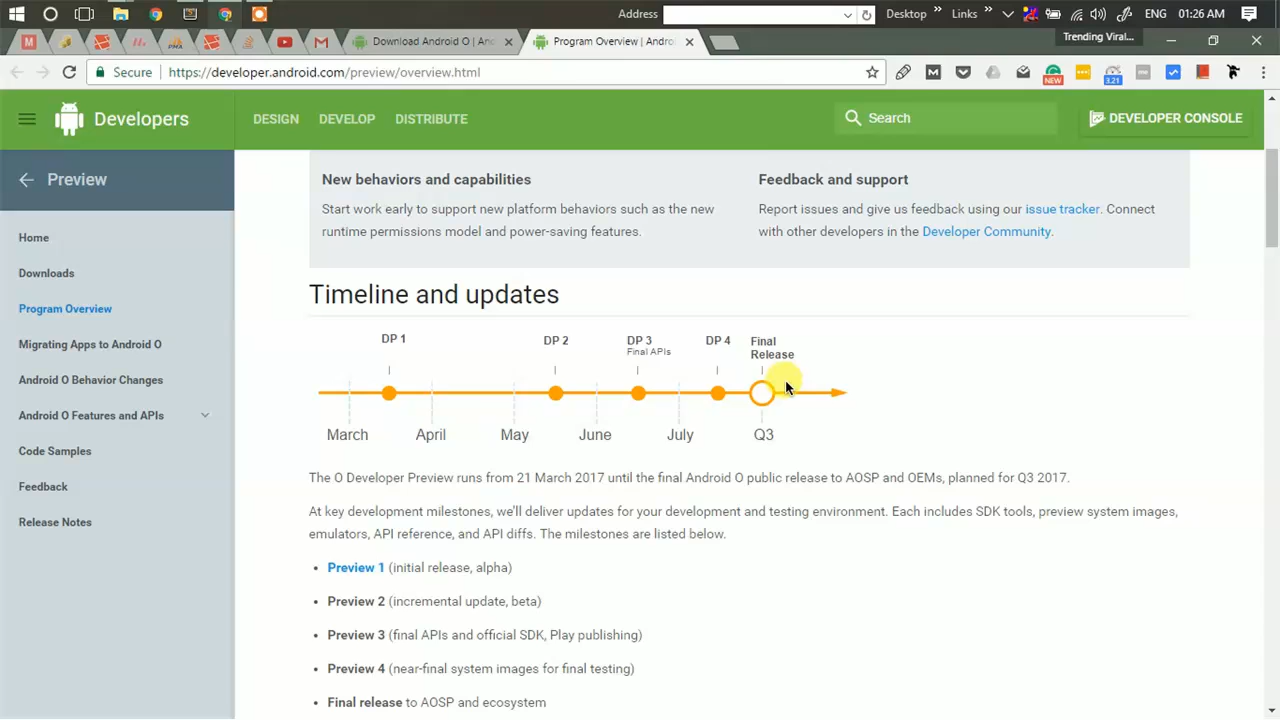 Address
Desktop
Links
ENG
01:26 AM
Trending Viral...
Download Android O | An
Program Overview | Androi
Secure
https://developer.android.com/preview/overview.html
NEW
3.21
Developers
DESIGN
DEVELOP
DISTRIBUTE
Search
DEVELOPER CONSOLE
Preview
Home
Downloads
Program Overview
Migrating Apps to Android O
Android O Behavior Changes
Android O Features and APIs
Code Samples
Feedback
Release Notes
New behaviors and capabilities
Start work early to support new platform behaviors such as the new
runtime permissions model and power-saving features.
Feedback and support
Report issues and give us feedback using our issue tracker. Connect
with other developers in the Developer Community.
Timeline and updates
DP 1
DP 2
DP 3
Final APIs
DP 4
Final
Release
March
April
May
June
July
Q3
The O Developer Preview runs from 21 March 2017 until the final Android O public release to AOSP and OEMs, planned for Q3 2017.
At key development milestones, we'll deliver updates for your development and testing environment. Each includes SDK tools, preview system images,
emulators, API reference, and API diffs. The milestones are listed below.
• Preview 1 (initial release, alpha)
• Preview 2 (incremental update, beta)
• Preview 3 (final APIs and official SDK, Play publishing)
• Preview 4 (near-final system images for final testing)
• Final release to AOSP and ecosystem